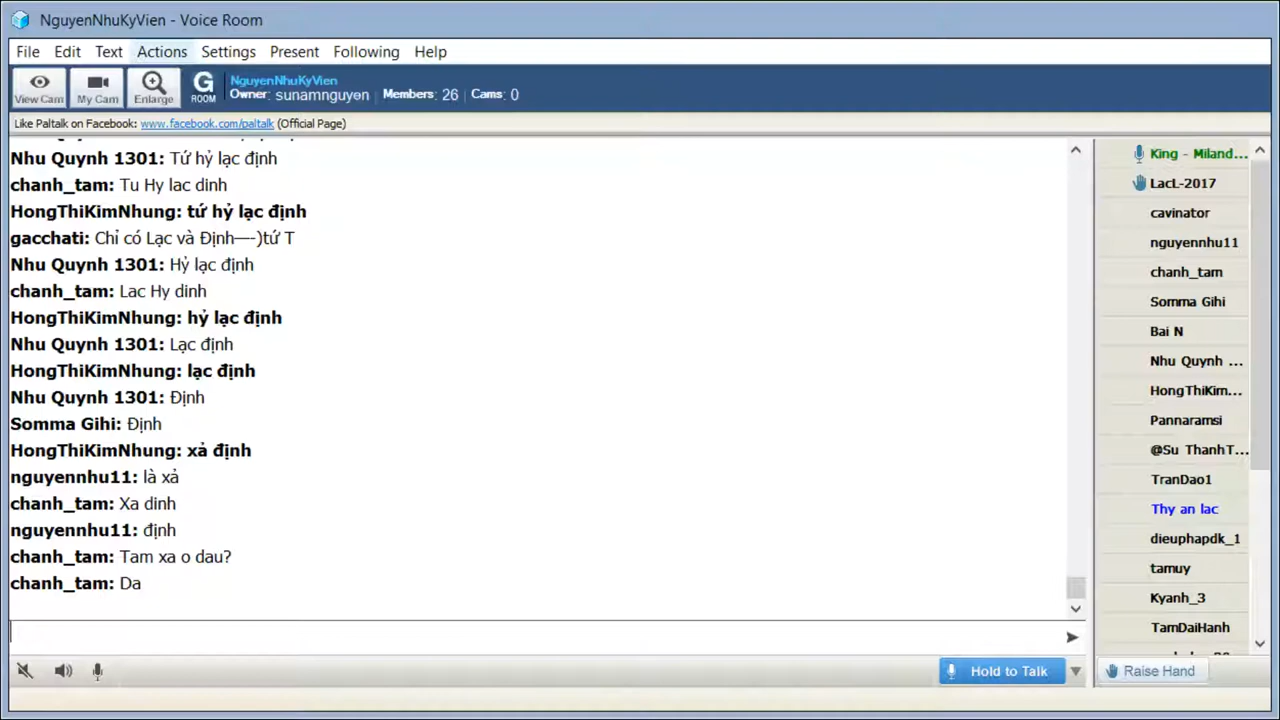 NguyenNhuKyVien - Voice Room
File Edit Text Actions Settings Present Following Help
View Cam My Cam Enlarge G ROOM NguyenNhuKyVien
Owner: sunamnguyen | Members: 26 | Cams: 0
Like Paltalk on Facebook: www.facebook.com/paltalk (Official Page)
Nhu Quynh 1301: Tứ hỷ lạc định
chanh_tam: Tu Hy lac dinh
HongThiKimNhung: tứ hỷ lạc định
gacchati: Chỉ có Lạc và Định—-)tứ T
Nhu Quynh 1301: Hỷ lạc định
chanh_tam: Lac Hy dinh
HongThiKimNhung: hỷ lạc định
Nhu Quynh 1301: Lạc định
HongThiKimNhung: lạc định
Nhu Quynh 1301: Định
Somma Gihi: Định
HongThiKimNhung: xả định
nguyennhu11: là xả
chanh_tam: Xa dinh
nguyennhu11: định
chanh_tam: Tam xa o dau?
chanh_tam: Da
King - Miland...
LacL-2017
cavinator
nguyennhu11
chanh_tam
Somma Gihi
Bai N
Nhu Quynh ...
HongThiKim...
Pannaramsi
@Su ThanhT...
TranDao1
Thy an lac
dieuphapdk_1
tamuy
Kyanh_3
TamDaiHanh
Hold to Talk
Raise Hand